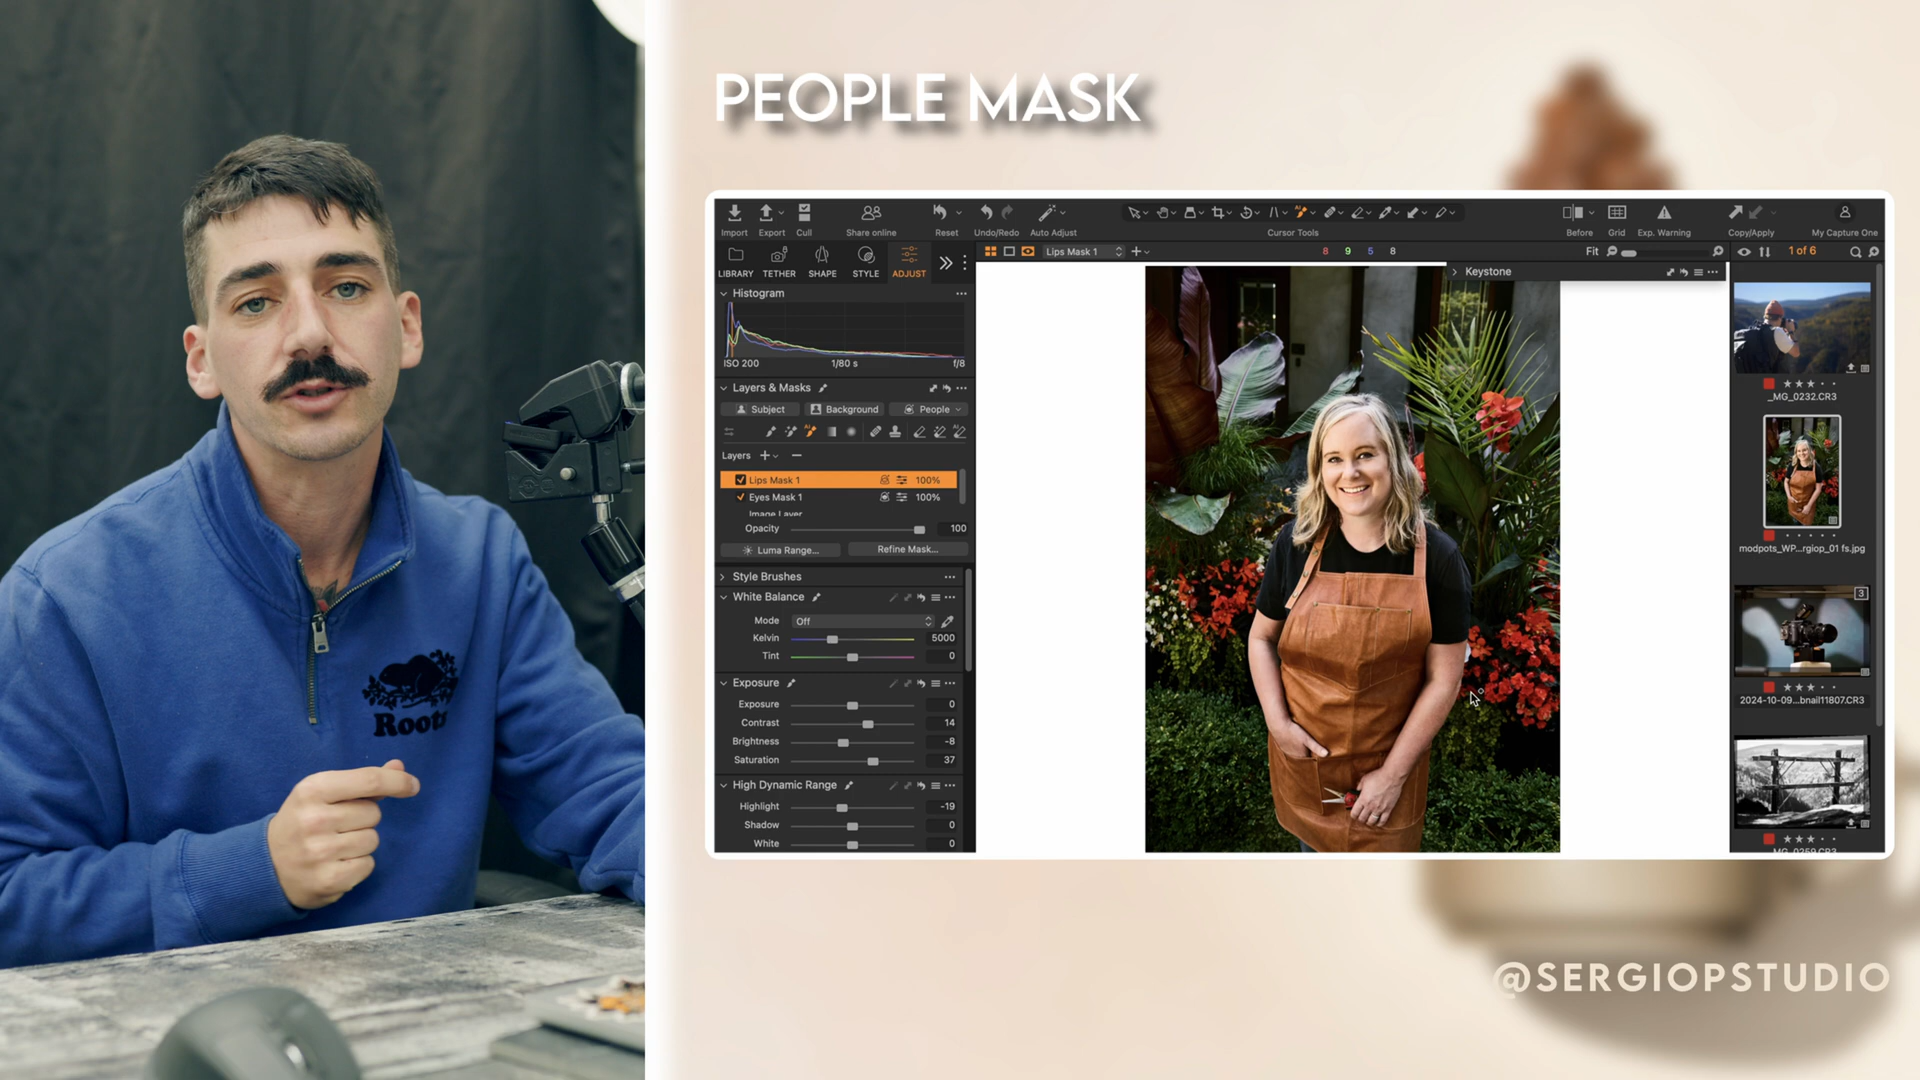 PEOPLE MASK
Import
Export
Cull
Share online
Reset
Undo/Redo
Auto Adjust
Cursor Tools
Before
Grid
Exp. Warning
Copy/Apply
My Capture One
LIBRARY
TETHER
SHAPE
STYLE
ADJUST
Lips Mask 1
8 9 5 8
Fit
1 of 6
Keystone
Histogram
ISO 200
1/80 s
f/8
Layers & Masks
Subject
Background
People
Layers
Lips Mask 1 100%
Eyes Mask 1 100%
Image Layer
Opacity 100
Luma Range...
Refine Mask...
Style Brushes
White Balance
Mode Off
Kelvin 5000
Tint 0
Exposure
Exposure 0
Contrast 14
Brightness -8
Saturation 37
High Dynamic Range
Highlight -19
Shadow 0
White 0
_MG_0232.CR3
modpots_WP...rgiop_01 fs.jpg
3
2024-10-09...bnail11807.CR3
_MG_0259.CR3
Roots
@SERGIOPSTUDIO